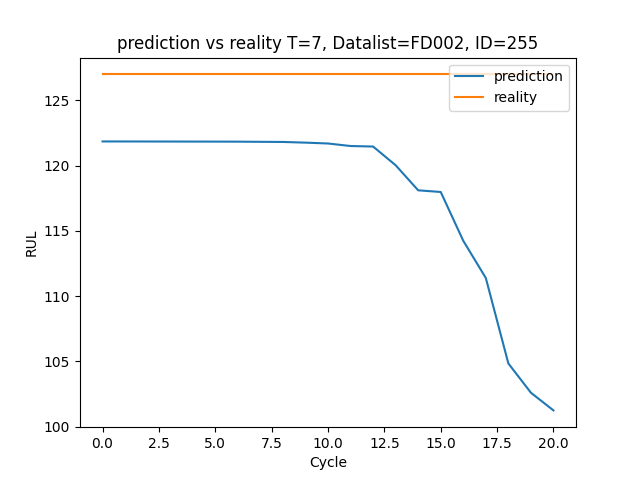 prediction vs reality T=7, Datalist=FD002, ID=255
prediction
reality
RUL
125
120
115
110
105
100
0.0 2.5 5.0 7.5 10.0 12.5 15.0 17.5 20.0
Cycle